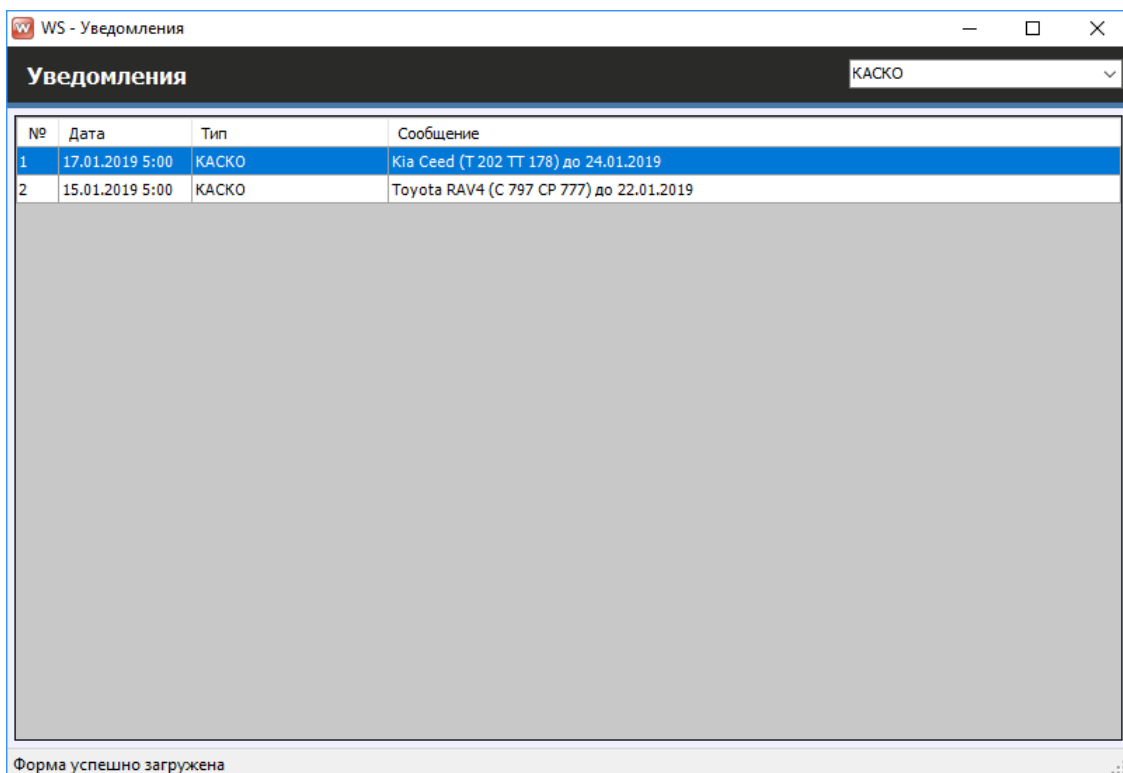 WS - Уведомления
Уведомления КАСКО
№ Дата Тип Сообщение
1 17.01.2019 5:00 КАСКО Kia Ceed (Т 202 ТТ 178) до 24.01.2019
2 15.01.2019 5:00 КАСКО Toyota RAV4 (С 797 СР 777) до 22.01.2019
Форма успешно загружена